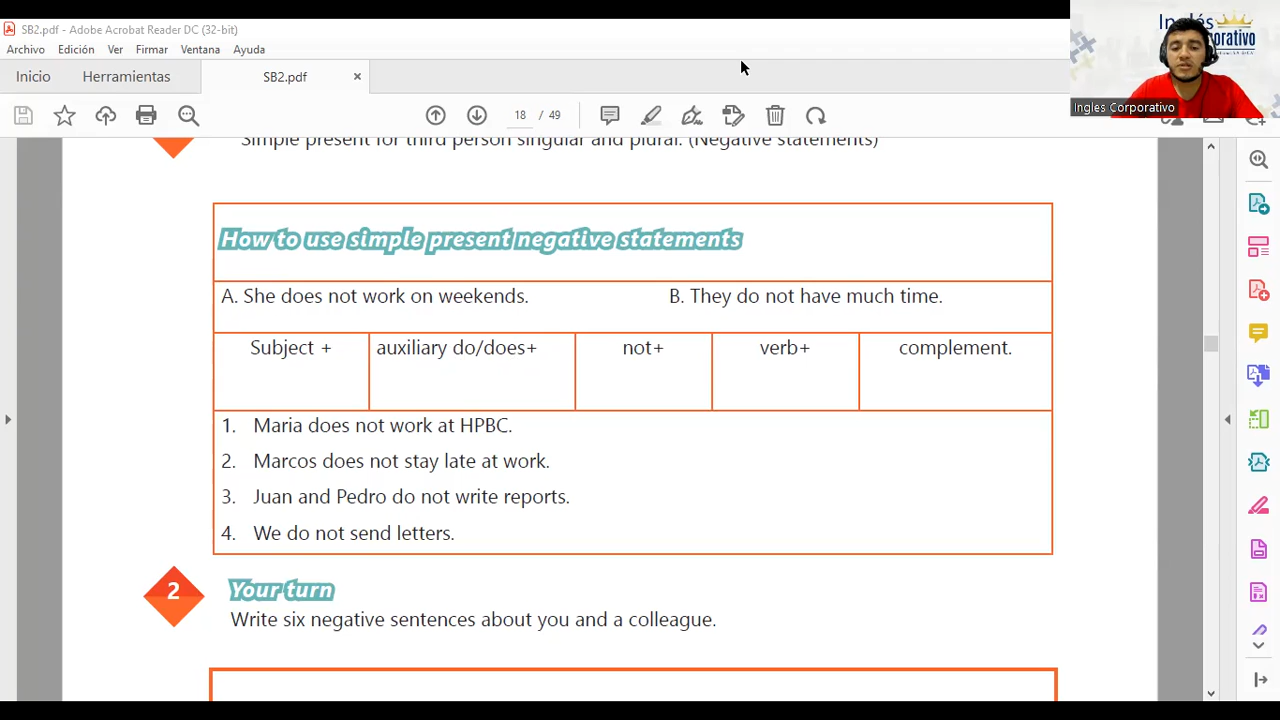 SB2.pdf - Adobe Acrobat Reader DC (32-bit)
Archivo Edición Ver Firmar Ventana Ayuda
Inicio Herramientas SB2.pdf ×
18 / 49
Inglés
Corporativo
Ingles Corporativo
Simple present for third person singular and plural. (Negative statements)
How to use simple present negative statements
A. She does not work on weekends. B. They do not have much time.
Subject + auxiliary do/does+ not+ verb+ complement.
1. Maria does not work at HPBC.
2. Marcos does not stay late at work.
3. Juan and Pedro do not write reports.
4. We do not send letters.
2 Your turn
Write six negative sentences about you and a colleague.